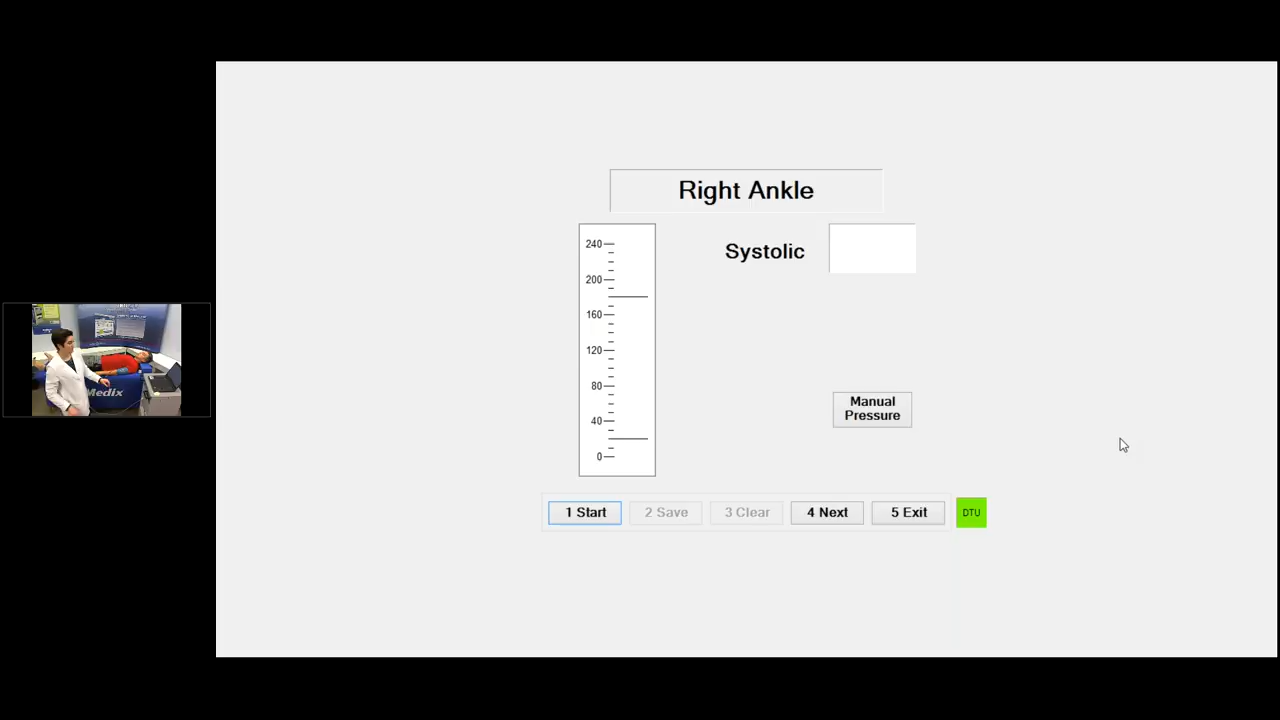 Right Ankle
Systolic
240
200
160
120
80
40
0
Manual
Pressure
1 Start
2 Save
3 Clear
4 Next
5 Exit
DTU
Medix